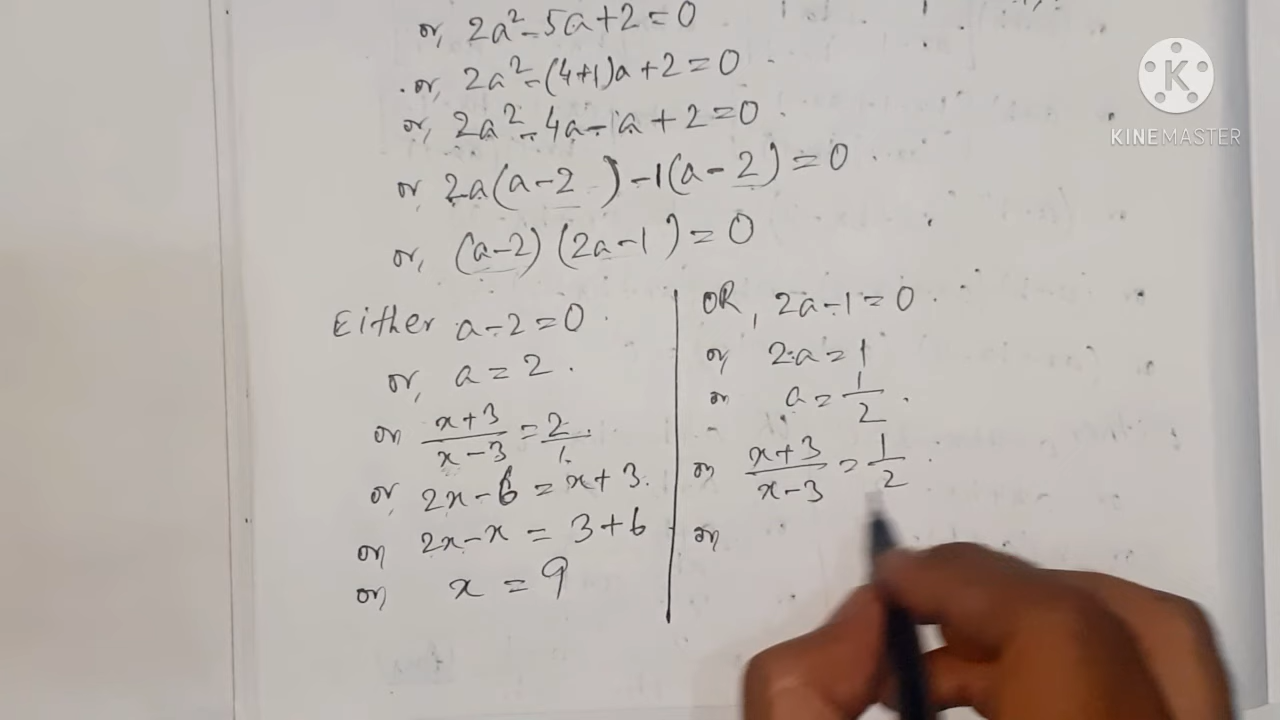 or, 2a²-5a+2=0
or, 2a²-(4+1)a+2=0
or, 2a²-4a-a+2=0
or 2a(a-2)-1(a-2)=0
or, (a-2)(2a-1)=0
Either a-2=0
or, a=2.
or (x+3)/(x-3)=2/1
or 2x-6=x+3.
or 2x-x=3+6
or x=9
OR, 2a-1=0
or 2a=1
or a=1/2.
or (x+3)/(x-3)=1/2
or
K
KINEMASTER